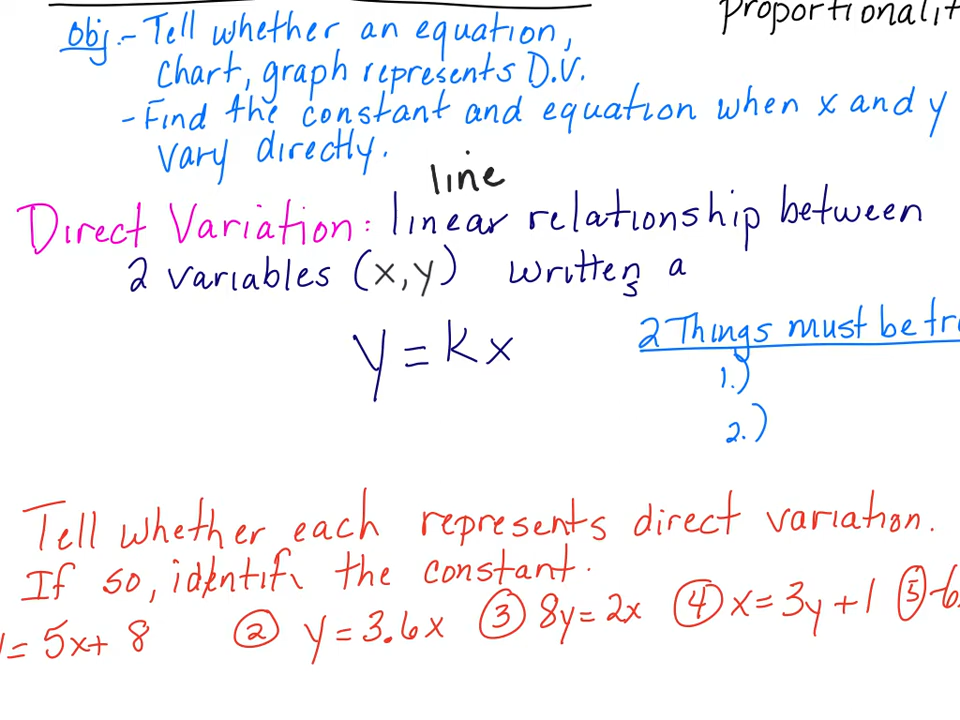 proportionalit
Obj.- Tell whether an equation,
chart, graph represents D.V.
- Find the constant and equation when x and y
vary directly.
line
Direct Variation: linear relationship between
2 variables (x,y) written a
s
y = kx
2 Things must be tr
1.)
2.)
Tell whether each represents direct variation.
If so, identify the constant.
= 5x + 8 ② y = 3.6x ③ 8y = 2x ④ x = 3y + 1 ⑤ -6